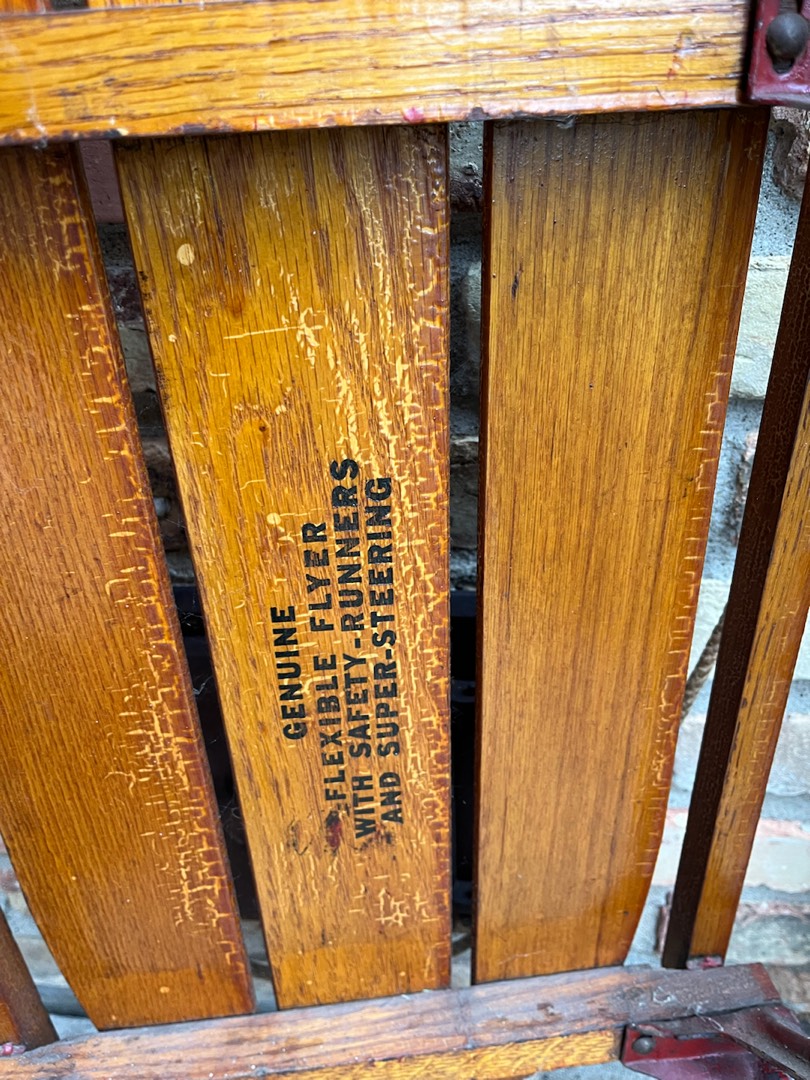 GENUINE
FLEXIBLE FLYER
WITH SAFETY-RUNNERS
AND SUPER-STEERING